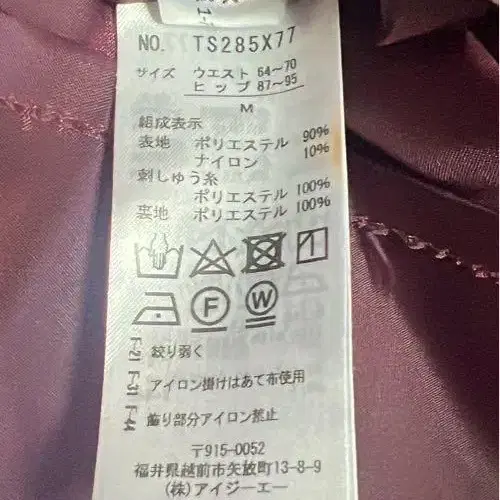 NO. TS285X77
サイズ ウエスト 64～70
ヒップ 87～95
M
組成表示
表地 ポリエステル 90%
ナイロン 10%
刺しゅう糸
ポリエステル 100%
裏地 ポリエステル 100%
F
W
F-21 絞り弱く
F-31 アイロン掛けはあて布使用
F-44 飾り部分アイロン禁止
〒915-0052
福井県越前市矢放町13-8-9
(株)アイジーエー